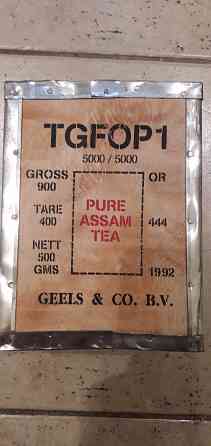 TGFOP1
5000 / 5000
GROSS OR
900
PURE
TARE ASSAM 444
400
TEA
NETT
500
GMS 1992
GEELS & CO. B.V.